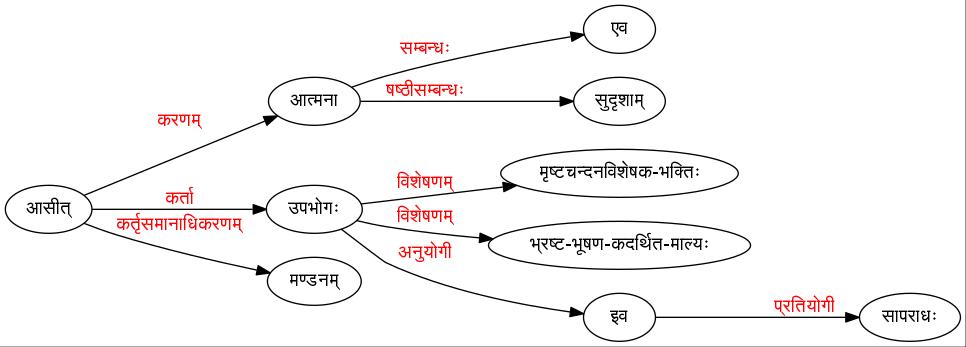 एव
सम्बन्धः
षष्ठीसम्बन्धः
आत्मना
सुदृशाम्
करणम्
मृष्टचन्दनविशेषक-भक्तिः
विशेषणम्
कर्ता
आसीत्
उपभोगः
विशेषणम्
कर्तृसमानाधिकरणम्
भ्रष्ट-भूषण-कदर्थित-माल्यः
अनुयोगी
मण्डनम्
प्रतियोगी
इव
सापराधः